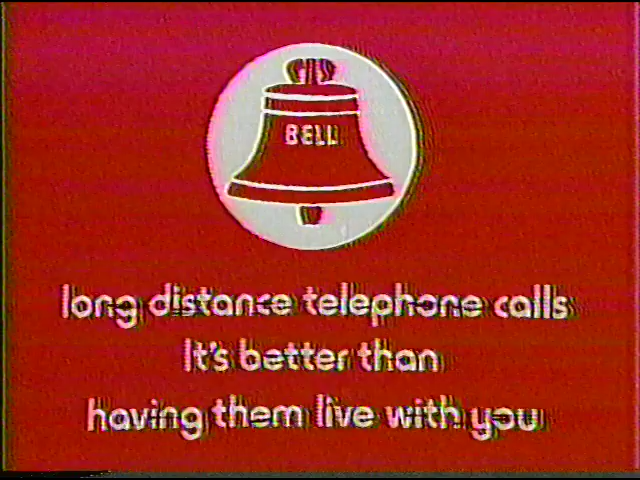 BELL
long distance telephone calls
It's better than
having them live with you